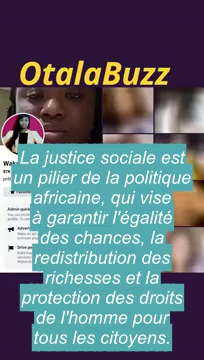 OtalaBuzz
La justice sociale est
un pilier de la politique
africaine, qui vise
à garantir l'égalité
des chances, la
redistribution des
richesses et la
protection des droits
de l'homme pour
tous les citoyens.